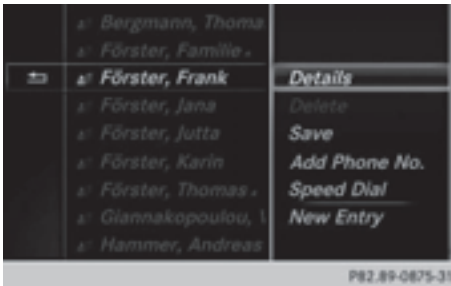 Bergmann, Thoma
Förster, Familie
Förster, Frank
Förster, Jana
Förster, Jutta
Förster, Karin
Förster, Thomas
Giannakopoulou, V
Hammer, Andreas
Details
Delete
Save
Add Phone No.
Speed Dial
New Entry
P82.89-0875-31